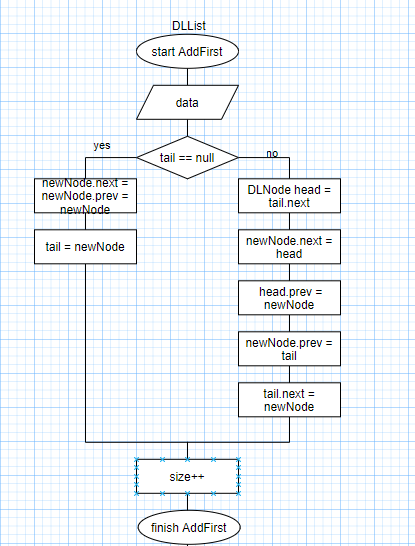 DLList
start AddFirst
data
yes
tail == null
no
newNode.next =
newNode.prev =
newNode
tail = newNode
DLNode head =
tail.next
newNode.next =
head
head.prev =
newNode
newNode.prev =
tail
tail.next =
newNode
size++
finish AddFirst